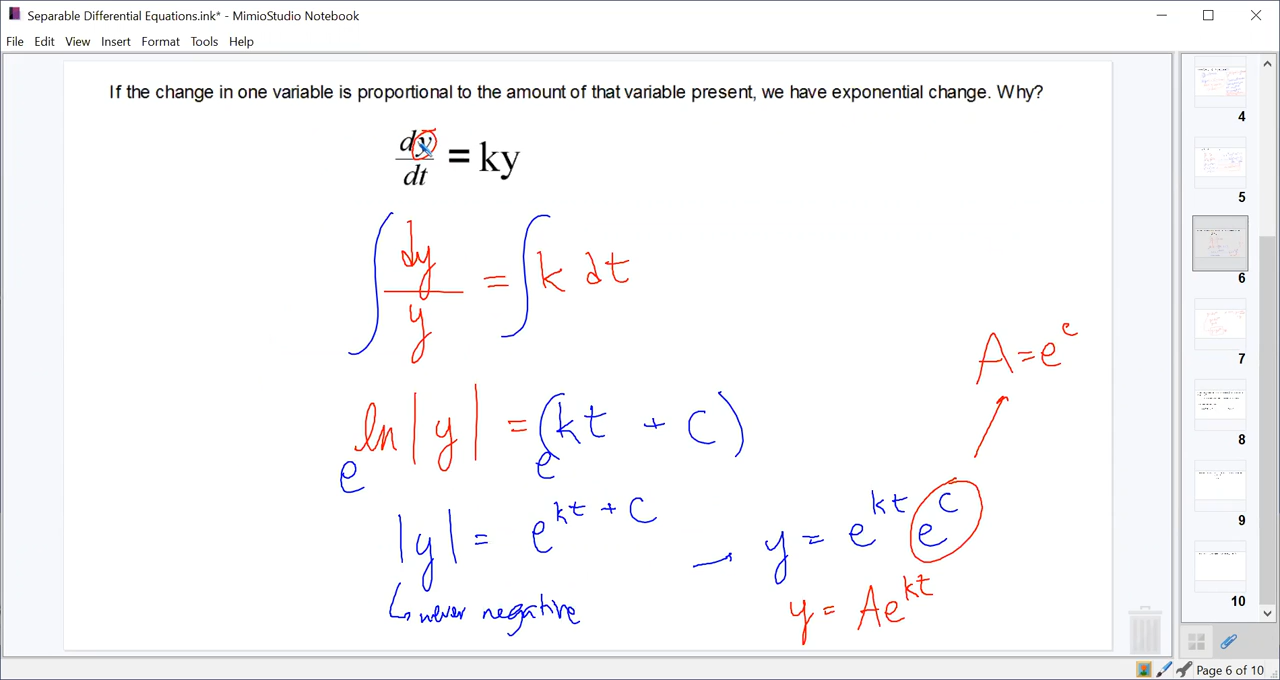 Separable Differential Equations.ink* - MimioStudio Notebook
File Edit View Insert Format Tools Help
If the change in one variable is proportional to the amount of that variable present, we have exponential change. Why?
dy/dt = ky
∫ dy/y = ∫ k dt
e^ln|y| = e^(kt + C)
|y| = e^kt + C → y = e^kt e^C
A = e^c
↳ never negative
y = Ae^kt
4
5
6
7
8
9
10
Page 6 of 10